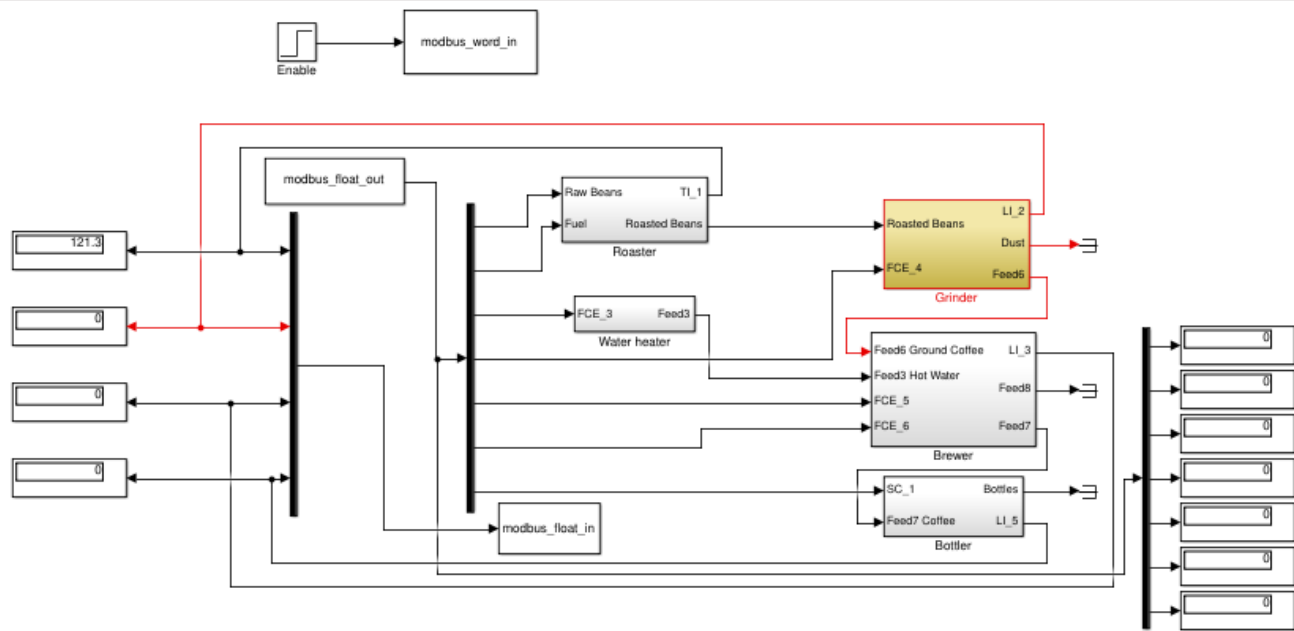 modbus_word_in
Enable
modbus_float_out
Raw Beans
TI_1
Fuel
Roasted Beans
Roaster
LI_2
Roasted Beans
Dust
FCE_4
Feed6
Grinder
121.3
0
FCE_3
Feed3
Water heater
Feed6 Ground Coffee
LI_3
Feed3 Hot Water
Feed8
FCE_5
FCE_6
Feed7
Brewer
0
0
SC_1
Bottles
Feed7 Coffee
LI_5
Bottler
modbus_float_in
0
0
0
0
0
0
0